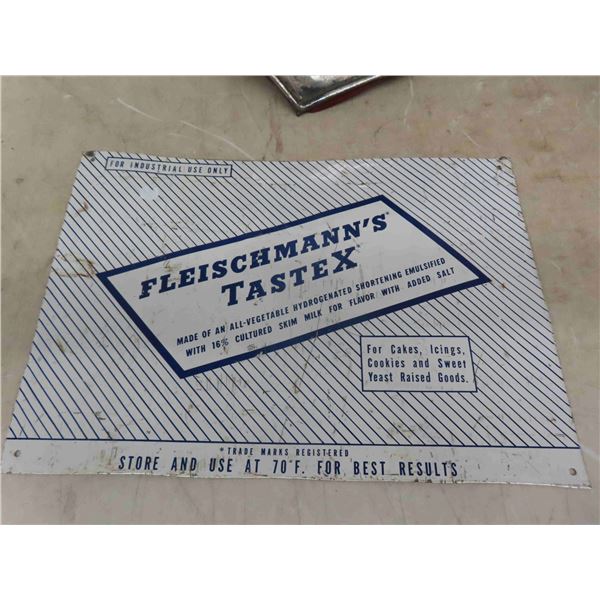 FOR INDUSTRIAL USE ONLY
FLEISCHMANN'S*
TASTEX*
MADE OF AN ALL-VEGETABLE HYDROGENATED SHORTENING EMULSIFIED
WITH 16% CULTURED SKIM MILK FOR FLAVOR WITH ADDED SALT
For Cakes, Icings,
Cookies and Sweet
Yeast Raised Goods.
*TRADE MARKS REGISTERED
STORE AND USE AT 70°F. FOR BEST RESULTS